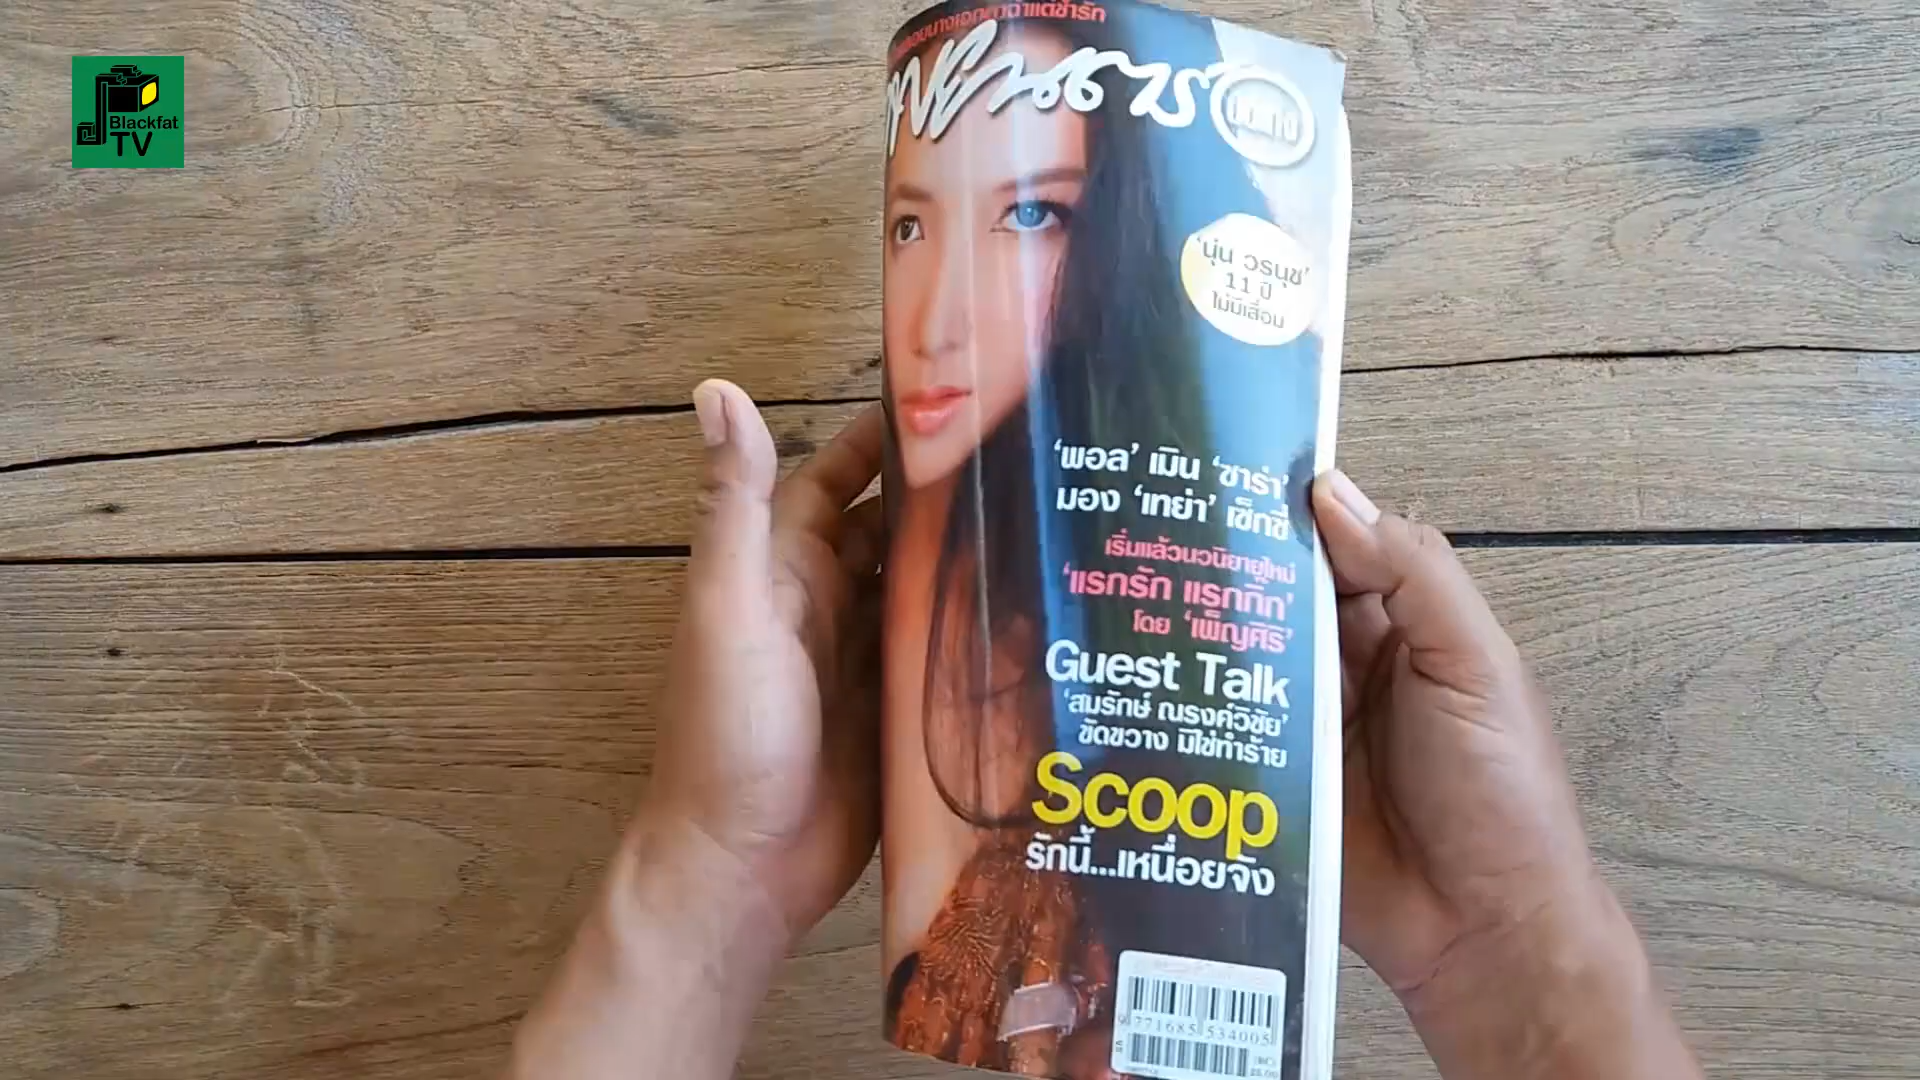 Blackfat
TV
'นุ่น วรนุช'
11 ปี
ไม่มีเสื่อม
'พอล' เมิน 'ซาร่า'
มอง 'เทย่า' เซ็กซี่
เริ่มแล้วนวนิยายใหม่
'แรกรัก แรกกิ๊ก'
โดย 'เพ็ญศิริ'
Guest Talk
'สมรักษ์ ณรงค์วิชัย'
ขัดขวาง มิใช่ทำร้าย
Scoop
รักนี้...เหนื่อยจัง
9 771685 534005